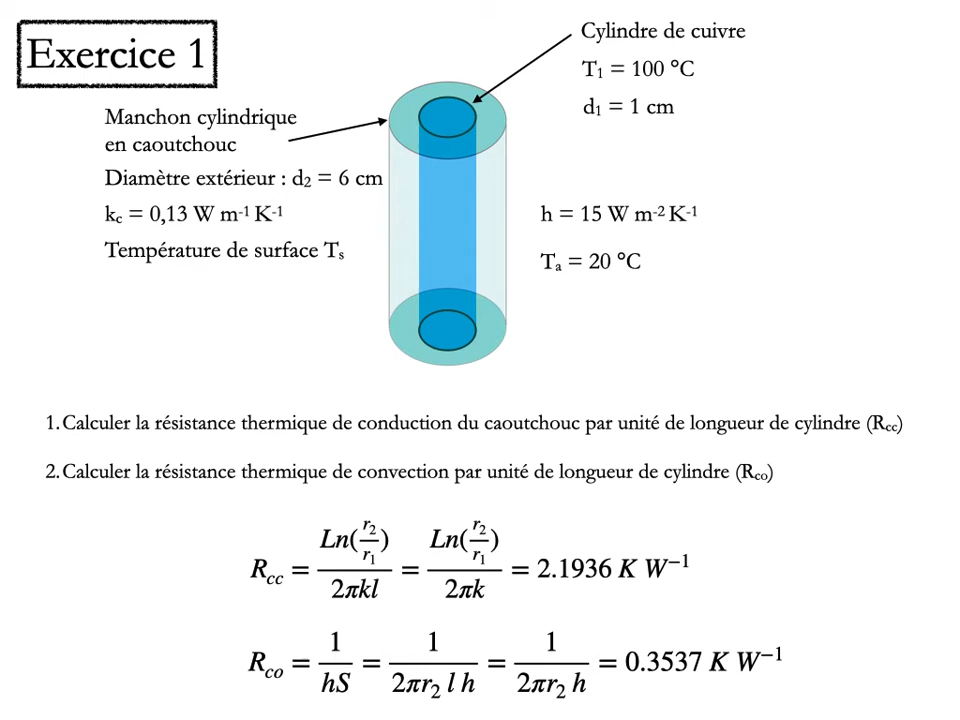 Exercice 1
Cylindre de cuivre
T₁ = 100 °C
d₁ = 1 cm
Manchon cylindrique
en caoutchouc
Diamètre extérieur : d₂ = 6 cm
k꜀ = 0,13 W m⁻¹ K⁻¹
Température de surface Tₛ
h = 15 W m⁻² K⁻¹
Tₐ = 20 °C
1. Calculer la résistance thermique de conduction du caoutchouc par unité de longueur de cylindre (R_cc)
2. Calculer la résistance thermique de convection par unité de longueur de cylindre (R_co)
R_cc = Ln(r₂/r₁)/2πkl = Ln(r₂/r₁)/2πk = 2.1936 K W⁻¹
R_co = 1/hS = 1/2πr₂ l h = 1/2πr₂ h = 0.3537 K W⁻¹